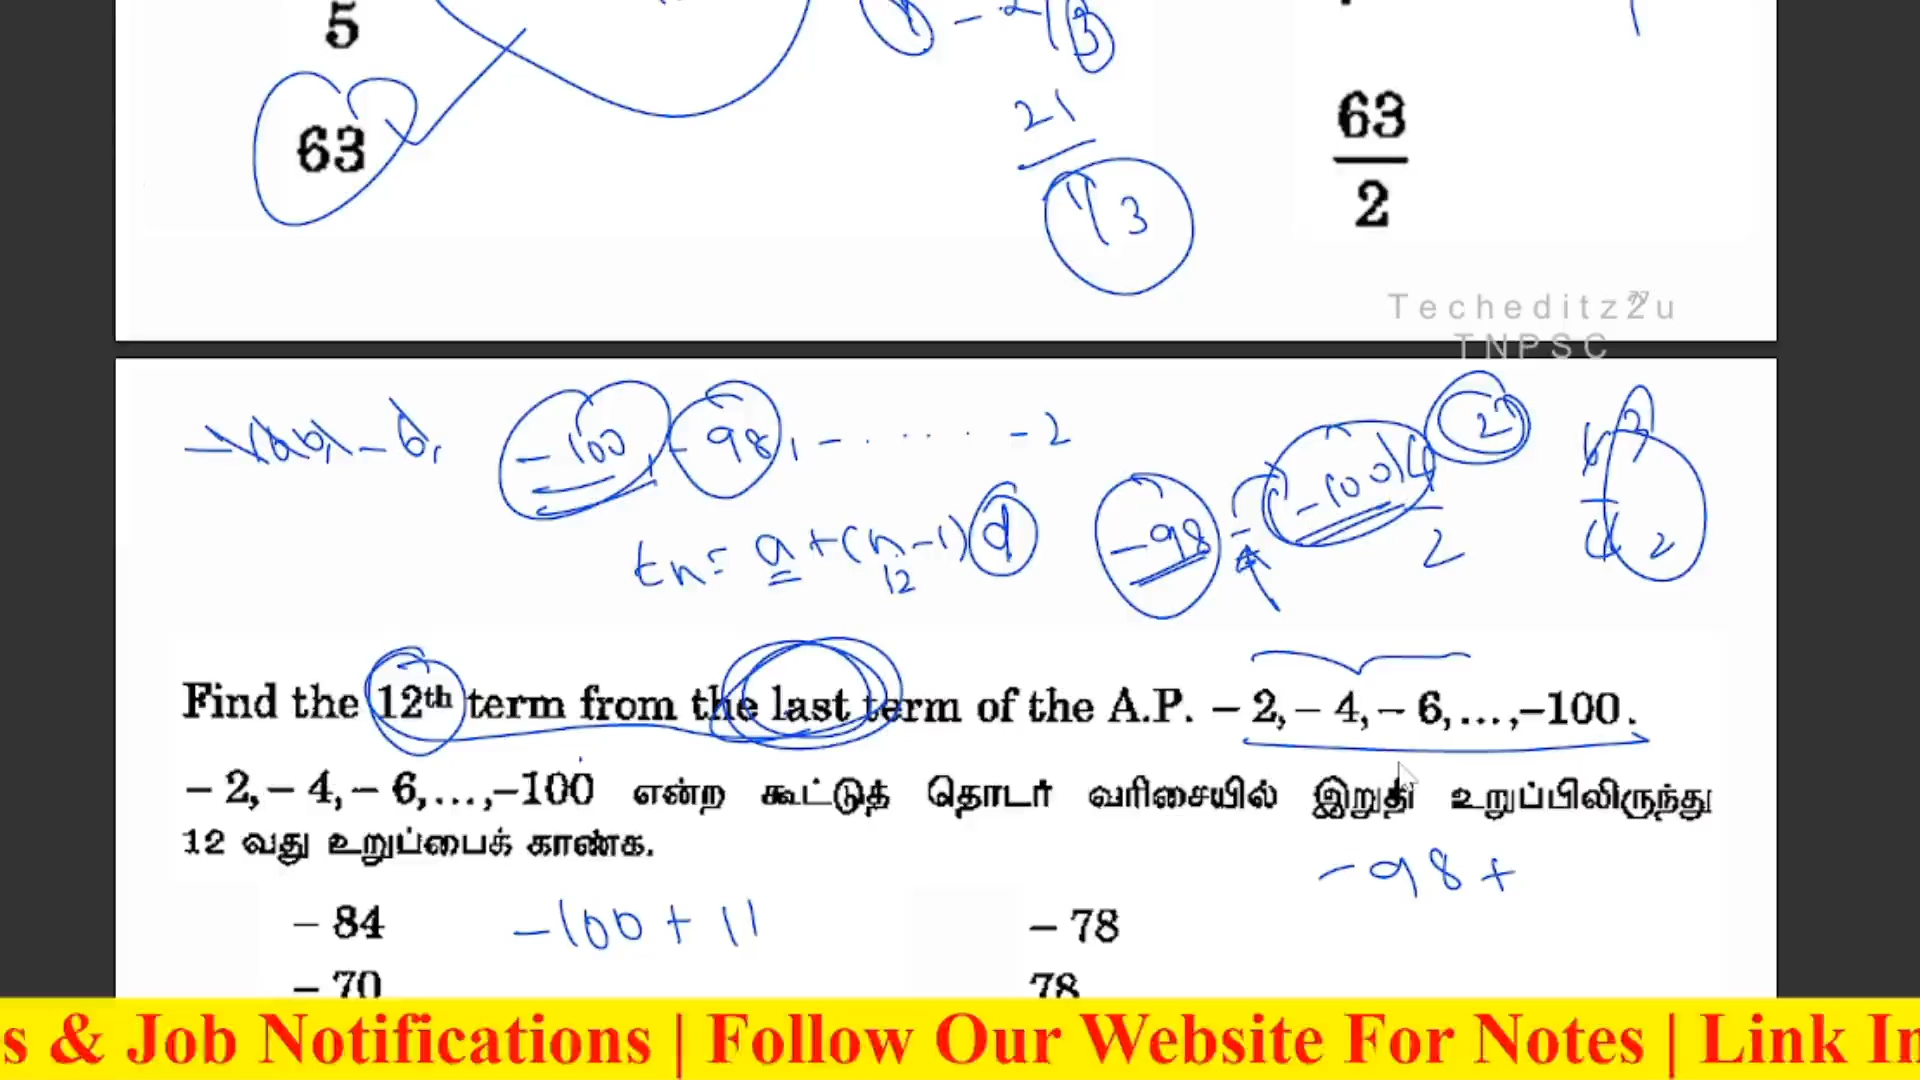 5
63
21
13
63
2
Techeditz2u
TNPSC
-100, -98, - ..... -2
tn = a + (n-1) d
12
-98 - (-100)
2
Find the 12th term from the last term of the A.P. – 2, – 4, – 6, ..., –100.
– 2, – 4, – 6, ..., –100 என்ற கூட்டுத் தொடர் வரிசையில் இறுதி உறுப்பிலிருந்து
12 வது உறுப்பைக் காண்க.
-98 +
– 84
-100 + 11
– 78
– 70
78
s & Job Notifications | Follow Our Website For Notes | Link In